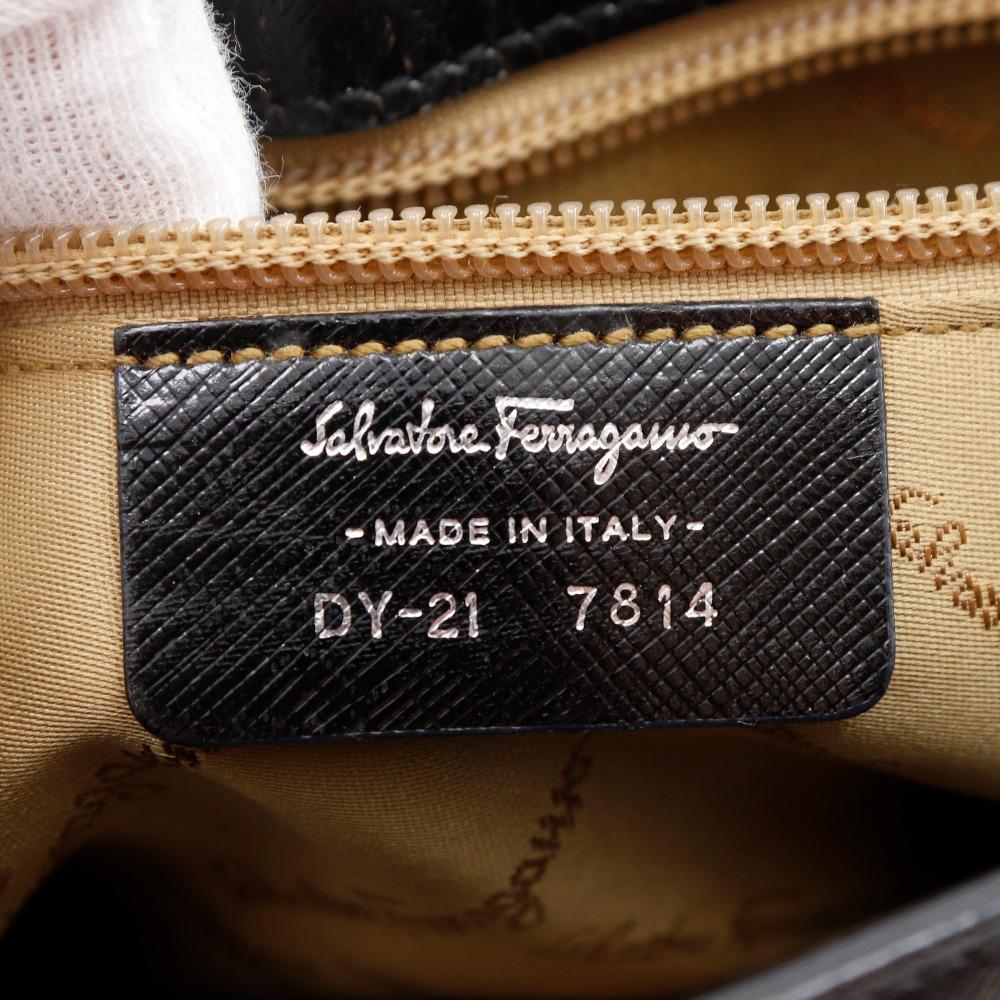 Salvatore Ferragamo
-MADE IN ITALY-
DY-21 7814